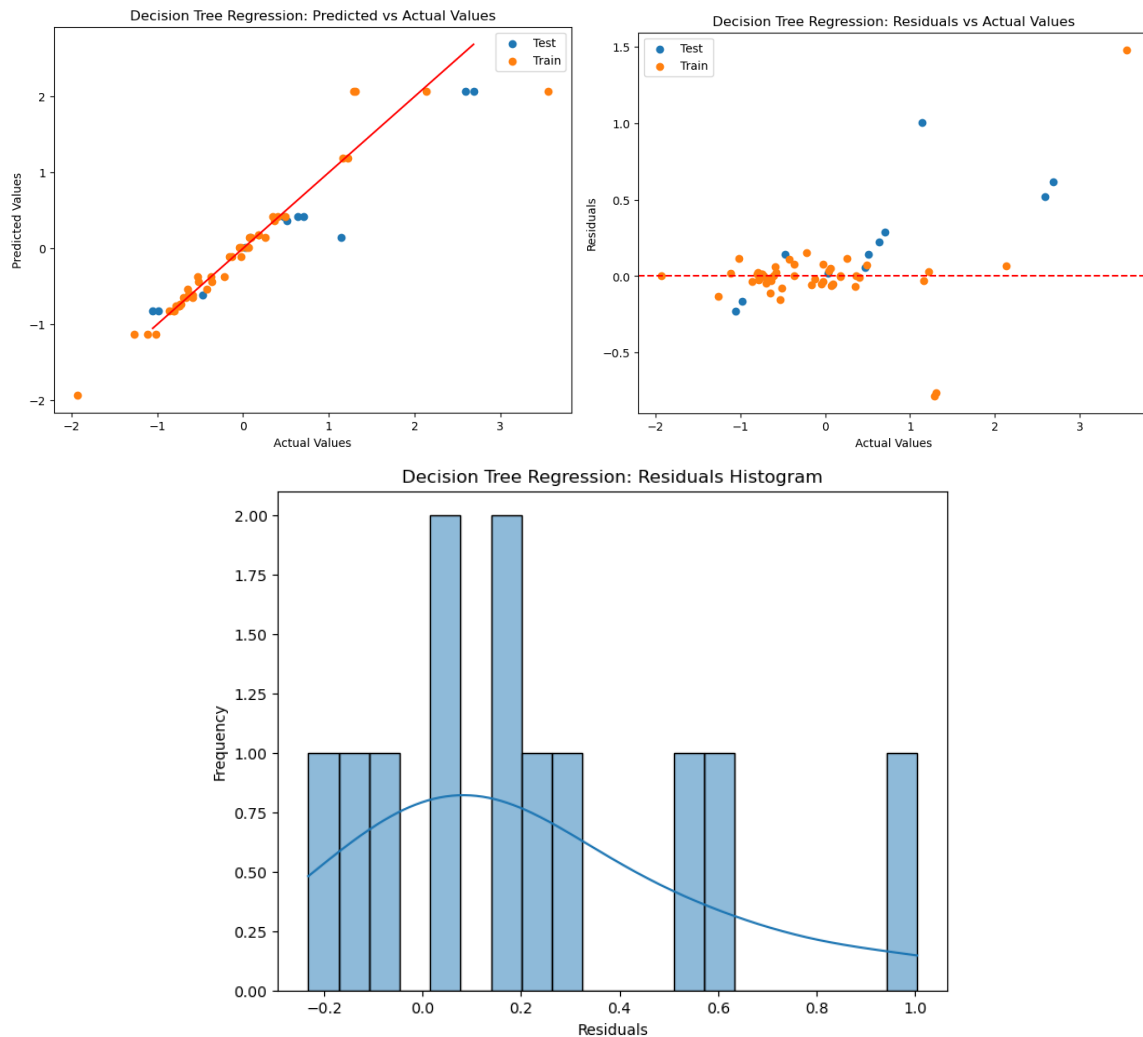 Decision Tree Regression: Predicted vs Actual Values
Test
Train
2
1
0
−1
−2
Predicted Values
−2
−1
0
1
2
3
Actual Values
Decision Tree Regression: Residuals vs Actual Values
Test
Train
1.5
1.0
0.5
0.0
−0.5
Residuals
−2
−1
0
1
2
3
Actual Values
Decision Tree Regression: Residuals Histogram
2.00
1.75
1.50
1.25
1.00
0.75
0.50
0.25
0.00
Frequency
−0.2
0.0
0.2
0.4
0.6
0.8
1.0
Residuals